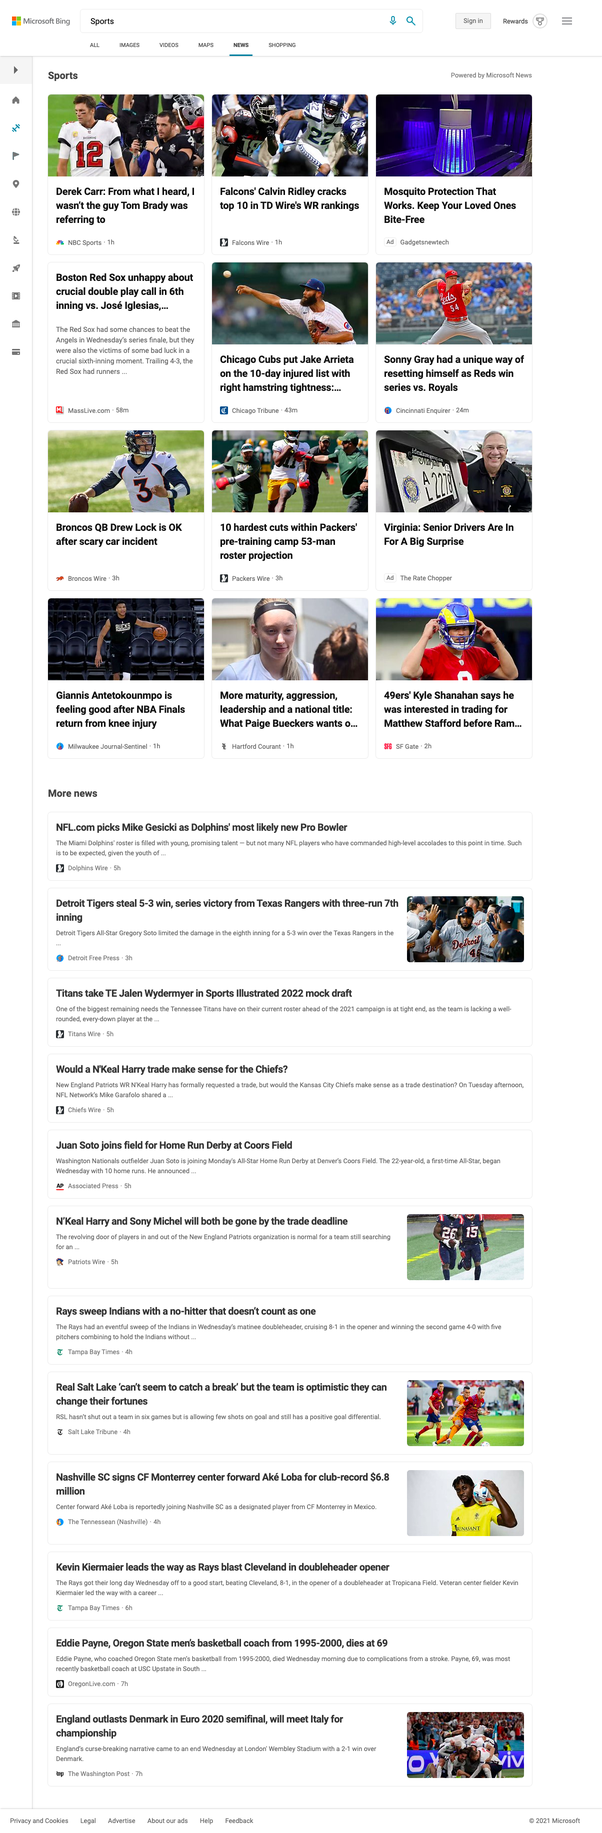 Microsoft Bing
Sports
Sign in
Rewards
ALL
IMAGES
VIDEOS
MAPS
NEWS
SHOPPING
Sports
Powered by Microsoft News
Derek Carr: From what I heard, I
wasn't the guy Tom Brady was
referring to
NBC Sports · 1h
Falcons' Calvin Ridley cracks
top 10 in TD Wire's WR rankings
Falcons Wire · 1h
Mosquito Protection That
Works. Keep Your Loved Ones
Bite-Free
Ad Gadgetsnewtech
Boston Red Sox unhappy about
crucial double play call in 6th
inning vs. José Iglesias,...
The Red Sox had some chances to beat the
Angels in Wednesday's series finale, but they
were also the victims of some bad luck in a
crucial sixth-inning moment. Trailing 4-3, the
Red Sox had runners ...
MassLive.com · 58m
Chicago Cubs put Jake Arrieta
on the 10-day injured list with
right hamstring tightness:...
Chicago Tribune · 43m
Sonny Gray had a unique way of
resetting himself as Reds win
series vs. Royals
Cincinnati Enquirer · 24m
Broncos QB Drew Lock is OK
after scary car incident
Broncos Wire · 3h
10 hardest cuts within Packers'
pre-training camp 53-man
roster projection
Packers Wire · 3h
Virginia: Senior Drivers Are In
For A Big Surprise
Ad The Rate Chopper
Giannis Antetokounmpo is
feeling good after NBA Finals
return from knee injury
Milwaukee Journal-Sentinel · 1h
More maturity, aggression,
leadership and a national title:
What Paige Bueckers wants o...
Hartford Courant · 1h
49ers' Kyle Shanahan says he
was interested in trading for
Matthew Stafford before Ram...
SF Gate · 2h
More news
NFL.com picks Mike Gesicki as Dolphins' most likely new Pro Bowler
The Miami Dolphins' roster is filled with young, promising talent — but not many NFL players who have commanded high-level accolades to this point in time. Such
is to be expected, given the youth of ...
Dolphins Wire · 5h
Detroit Tigers steal 5-3 win, series victory from Texas Rangers with three-run 7th
inning
Detroit Tigers All-Star Gregory Soto limited the damage in the eighth inning for a 5-3 win over the Texas Rangers in the
...
Detroit Free Press · 3h
Titans take TE Jalen Wydermyer in Sports Illustrated 2022 mock draft
One of the biggest remaining needs the Tennessee Titans have on their current roster ahead of the 2021 campaign is at tight end, as the team is lacking a well-
rounded, every-down player at the ...
Titans Wire · 5h
Would a N'Keal Harry trade make sense for the Chiefs?
New England Patriots WR N'Keal Harry has formally requested a trade, but would the Kansas City Chiefs make sense as a trade destination? On Tuesday afternoon,
NFL Network's Mike Garafolo shared a ...
Chiefs Wire · 5h
Juan Soto joins field for Home Run Derby at Coors Field
Washington Nationals outfielder Juan Soto is joining Monday's All-Star Home Run Derby at Denver's Coors Field. The 22-year-old, a first-time All-Star, began
Wednesday with 10 home runs. He announced ...
Associated Press · 5h
N'Keal Harry and Sony Michel will both be gone by the trade deadline
The revolving door of players in and out of the New England Patriots organization is normal for a team still searching
for an ...
Patriots Wire · 5h
Rays sweep Indians with a no-hitter that doesn't count as one
The Rays had an eventful sweep of the Indians in Wednesday's matinee doubleheader, cruising 8-1 in the opener and winning the second game 4-0 with five
pitchers combining to hold the Indians without ...
Tampa Bay Times · 4h
Real Salt Lake 'can't seem to catch a break' but the team is optimistic they can
change their fortunes
RSL hasn't shut out a team in six games but is allowing few shots on goal and still has a positive goal differential.
Salt Lake Tribune · 4h
Nashville SC signs CF Monterrey center forward Aké Loba for club-record $6.8
million
Center forward Aké Loba is reportedly joining Nashville SC as a designated player from CF Monterrey in Mexico.
The Tennessean (Nashville) · 4h
Kevin Kiermaier leads the way as Rays blast Cleveland in doubleheader opener
The Rays got their long day Wednesday off to a good start, beating Cleveland, 8-1, in the opener of a doubleheader at Tropicana Field. Veteran center fielder Kevin
Kiermaier led the way with a career ...
Tampa Bay Times · 6h
Eddie Payne, Oregon State men's basketball coach from 1995-2000, dies at 69
Eddie Payne, who coached Oregon State men's basketball from 1995-2000, died Wednesday morning due to complications from a stroke. Payne, 69, was most
recently basketball coach at USC Upstate in South ...
OregonLive.com · 7h
England outlasts Denmark in Euro 2020 semifinal, will meet Italy for
championship
England's curse-breaking narrative came to an end Wednesday at London' Wembley Stadium with a 2-1 win over
Denmark.
The Washington Post · 7h
Privacy and Cookies
Legal
Advertise
About our ads
Help
Feedback
© 2021 Microsoft